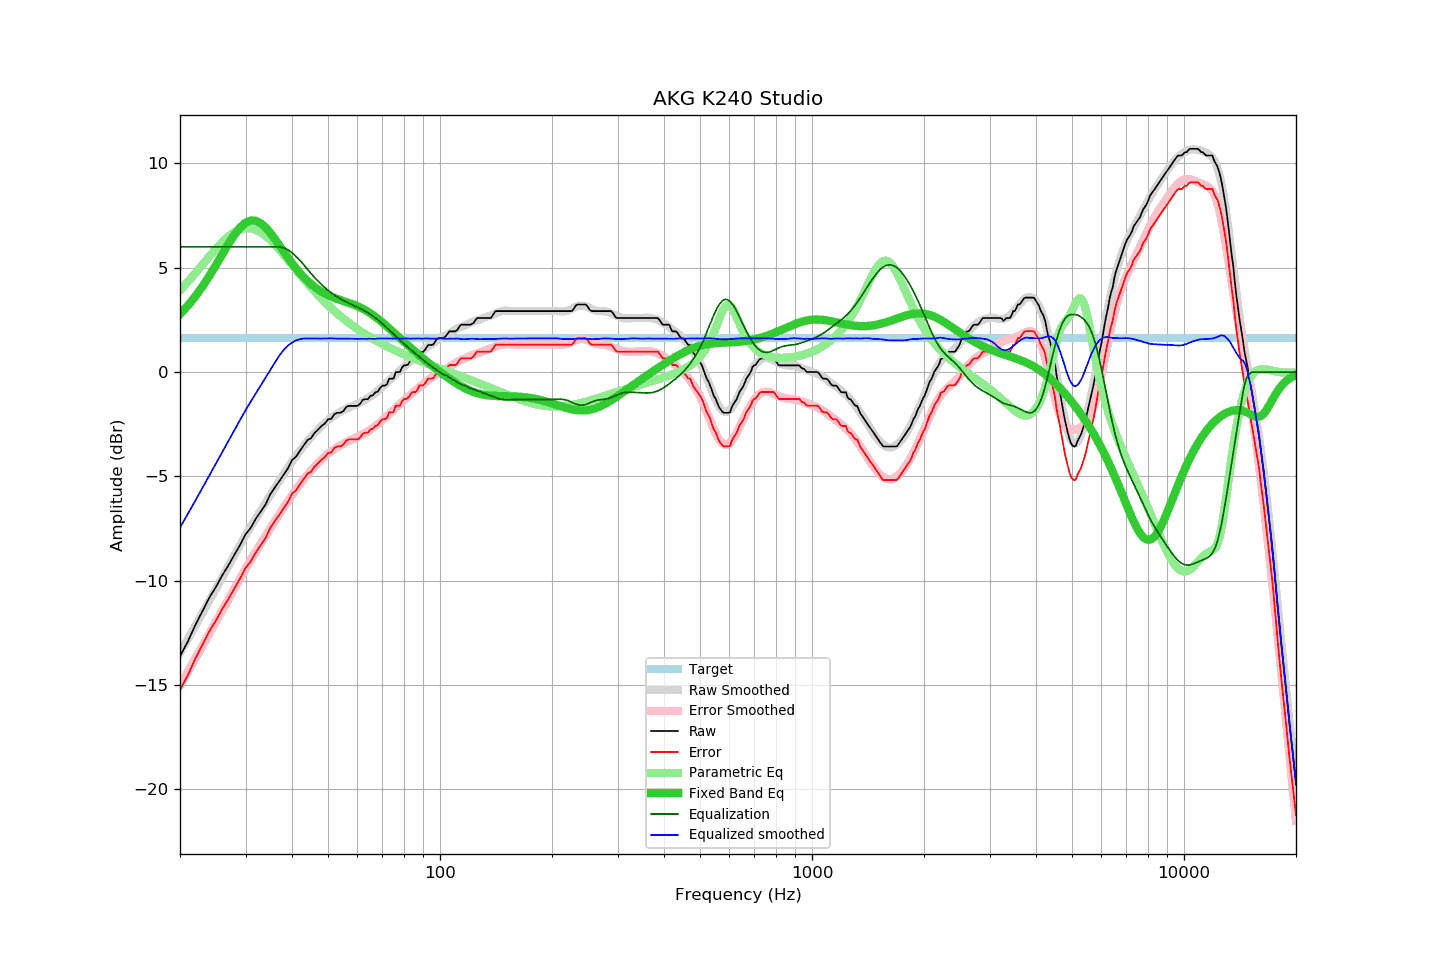 AKG K240 Studio
10
5
0
−5
−10
−15
−20
Amplitude (dBr)
Target
Raw Smoothed
Error Smoothed
Raw
Error
Parametric Eq
Fixed Band Eq
Equalization
Equalized smoothed
100 1000 10000
Frequency (Hz)